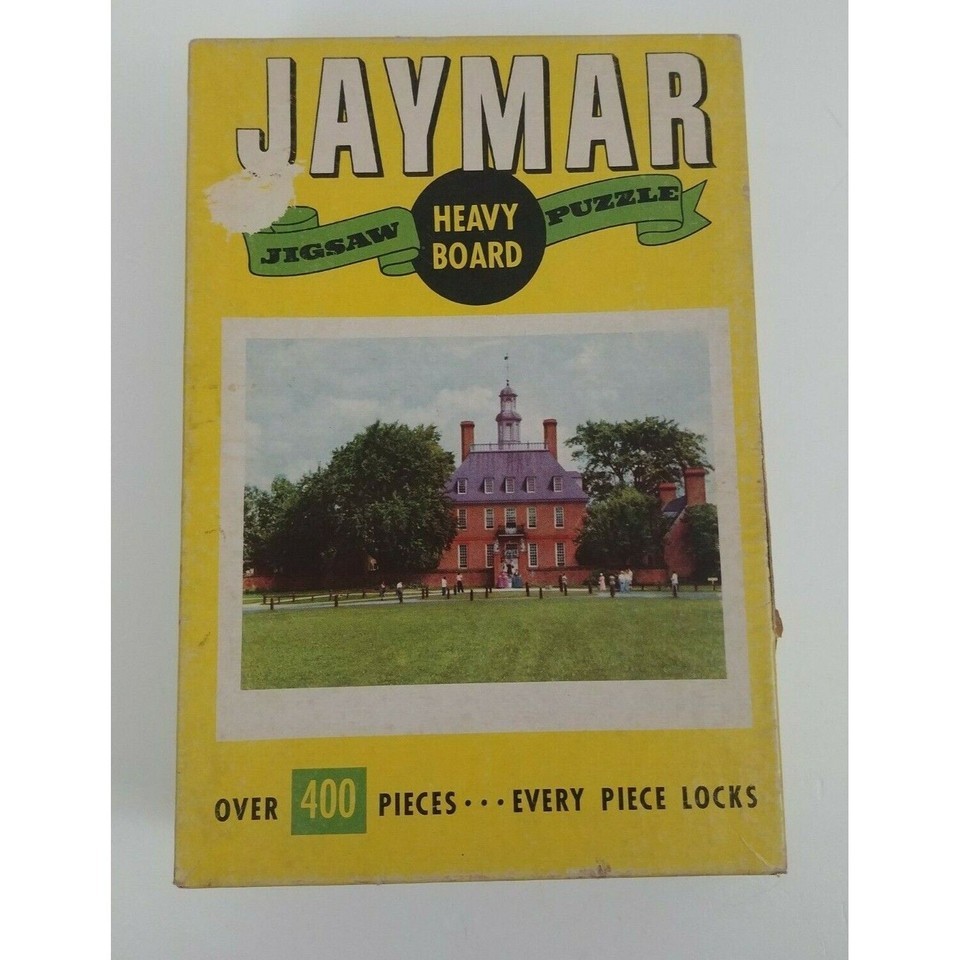 JAYMAR
JIGSAW HEAVY BOARD PUZZLE
OVER 400 PIECES... EVERY PIECE LOCKS